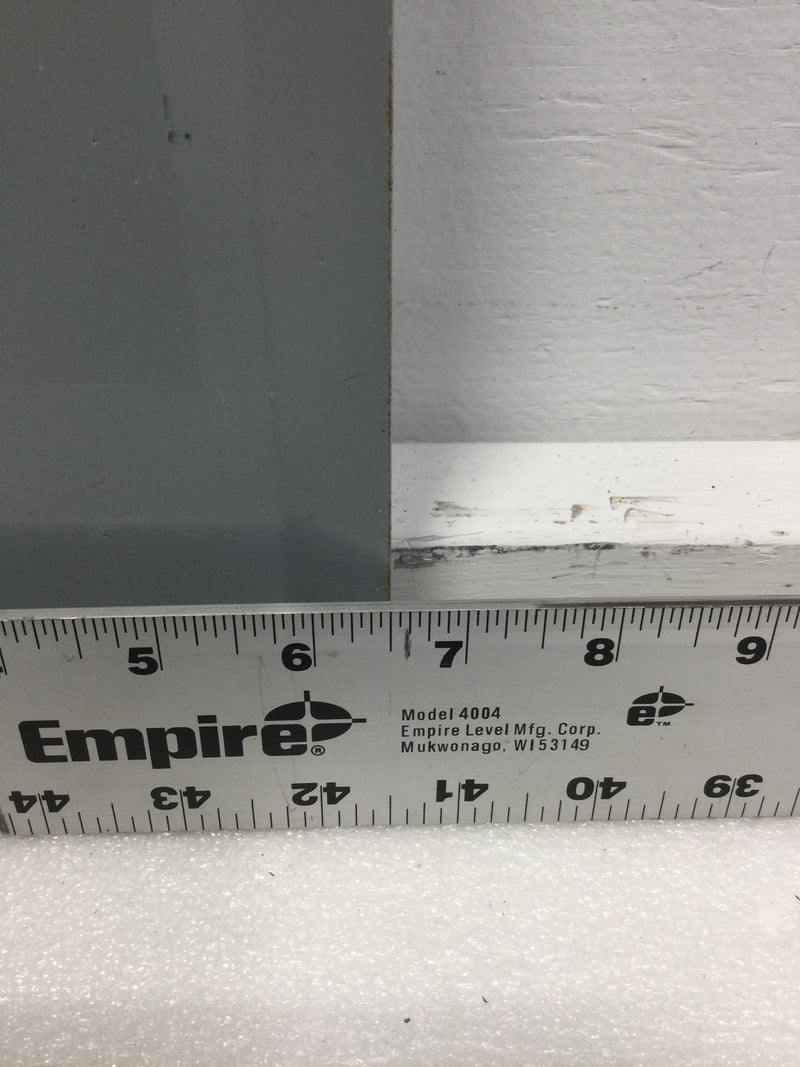 5 6 7 8 9
Empire®
Model 4004
Empire Level Mfg. Corp.
Mukwonago, WI 53149
e™
44 43 42 41 40 39